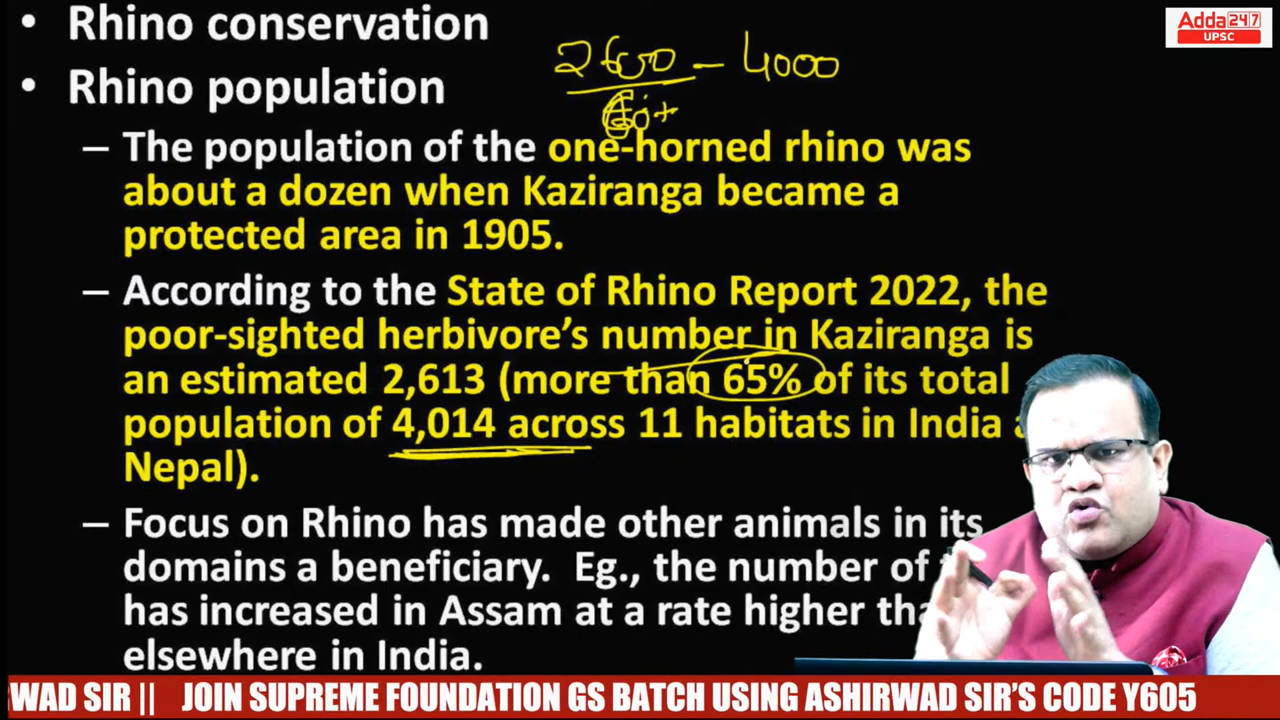 • Rhino conservation
Adda 247
UPSC
2600 - 4000
• Rhino population
– The population of the one-horned rhino was
about a dozen when Kaziranga became a
protected area in 1905.
– According to the State of Rhino Report 2022, the
poor-sighted herbivore’s number in Kaziranga is
an estimated 2,613 (more than 65% of its total
population of 4,014 across 11 habitats in India
Nepal).
– Focus on Rhino has made other animals in its
domains a beneficiary. Eg., the number of
has increased in Assam at a rate higher
elsewhere in India.
SIR || JOIN SUPREME FOUNDATION GS BATCH USING ASHIRWAD SIR'S CODE Y605